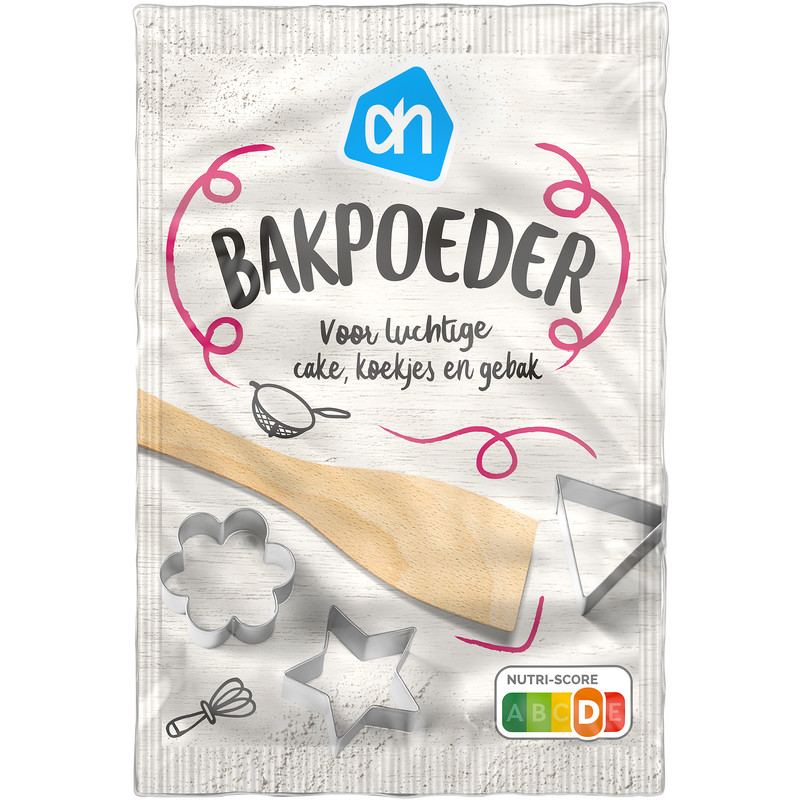 ah
BAKPOEDER
Voor luchtige
cake, koekjes en gebak
NUTRI-SCORE
A B C D E